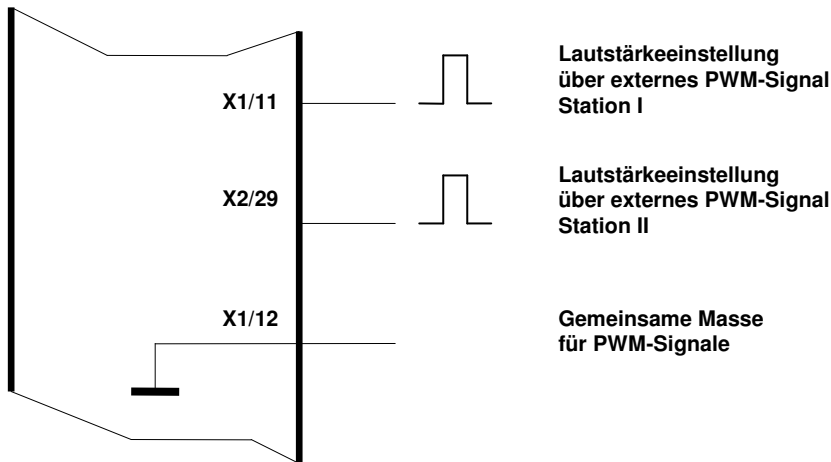 X1/11
Lautstärkeeinstellung
über externes PWM-Signal
Station I
X2/29
Lautstärkeeinstellung
über externes PWM-Signal
Station II
X1/12
Gemeinsame Masse
für PWM-Signale